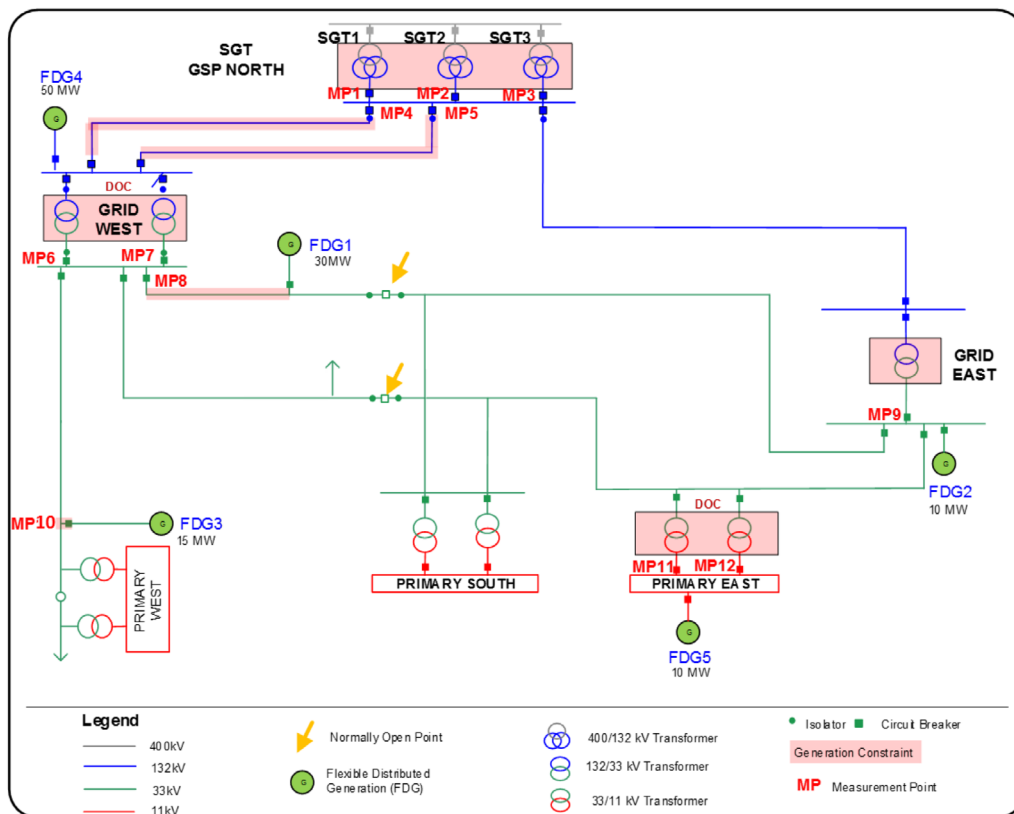 SGT1
SGT2
SGT3
SGT
GSP NORTH
MP1
MP2
MP3
MP4
MP5
FDG4
50 MW
G
DOC
GRID
WEST
MP6
MP7
MP8
G
FDG1
30MW
GRID
EAST
MP9
G
FDG2
10 MW
MP10
G
FDG3
15 MW
PRIMARY
WEST
PRIMARY SOUTH
DOC
MP11
MP12
PRIMARY EAST
G
FDG5
10 MW
Legend
400kV
132kV
33kV
11kV
Normally Open Point
G
Flexible Distributed
Generation (FDG)
400/132 kV Transformer
132/33 kV Transformer
33/11 kV Transformer
Isolator
Circuit Breaker
Generation Constraint
MP Measurement Point